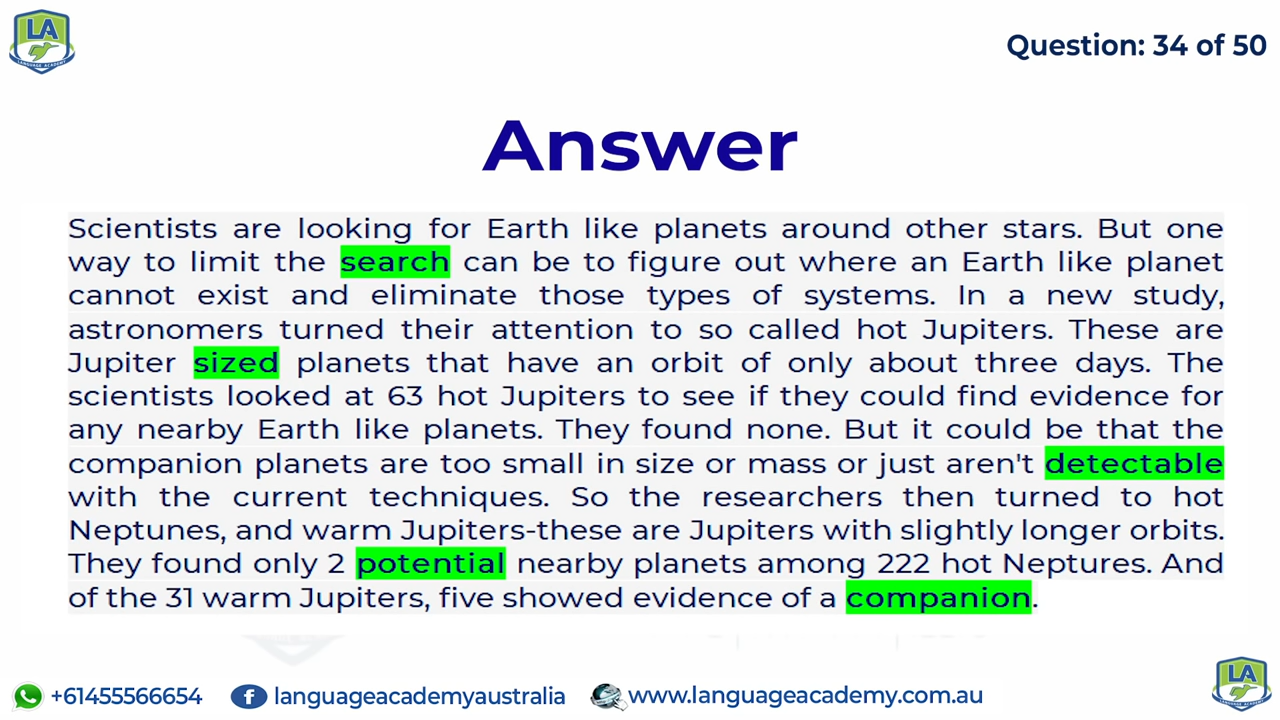 LA
LANGUAGE ACADEMY
Question: 34 of 50
Answer
Scientists are looking for Earth like planets around other stars. But one
way to limit the search can be to figure out where an Earth like planet
cannot exist and eliminate those types of systems. In a new study,
astronomers turned their attention to so called hot Jupiters. These are
Jupiter sized planets that have an orbit of only about three days. The
scientists looked at 63 hot Jupiters to see if they could find evidence for
any nearby Earth like planets. They found none. But it could be that the
companion planets are too small in size or mass or just aren't detectable
with the current techniques. So the researchers then turned to hot
Neptunes, and warm Jupiters-these are Jupiters with slightly longer orbits.
They found only 2 potential nearby planets among 222 hot Neptures. And
of the 31 warm Jupiters, five showed evidence of a companion.
+61455566654
languageacademyaustralia
www.languageacademy.com.au
LA